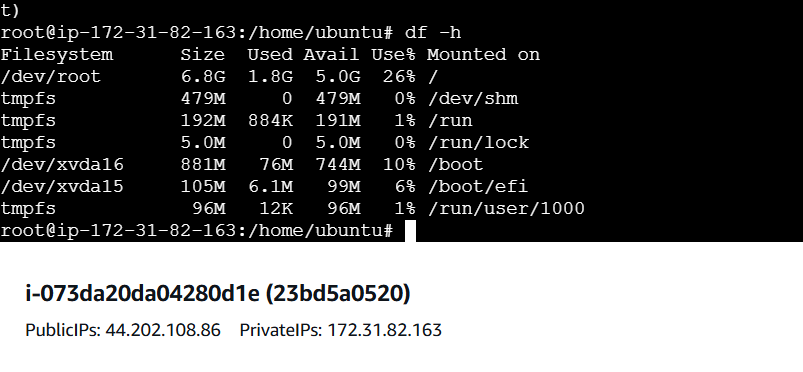 t)
root@ip-172-31-82-163:/home/ubuntu# df -h
Filesystem      Size  Used Avail Use% Mounted on
/dev/root       6.8G  1.8G  5.0G  26% /
tmpfs           479M     0  479M   0% /dev/shm
tmpfs           192M  884K  191M   1% /run
tmpfs           5.0M     0  5.0M   0% /run/lock
/dev/xvda16     881M   76M  744M  10% /boot
/dev/xvda15     105M  6.1M   99M   6% /boot/efi
tmpfs            96M   12K   96M   1% /run/user/1000
root@ip-172-31-82-163:/home/ubuntu#
i-073da20da04280d1e (23bd5a0520)
PublicIPs: 44.202.108.86    PrivateIPs: 172.31.82.163